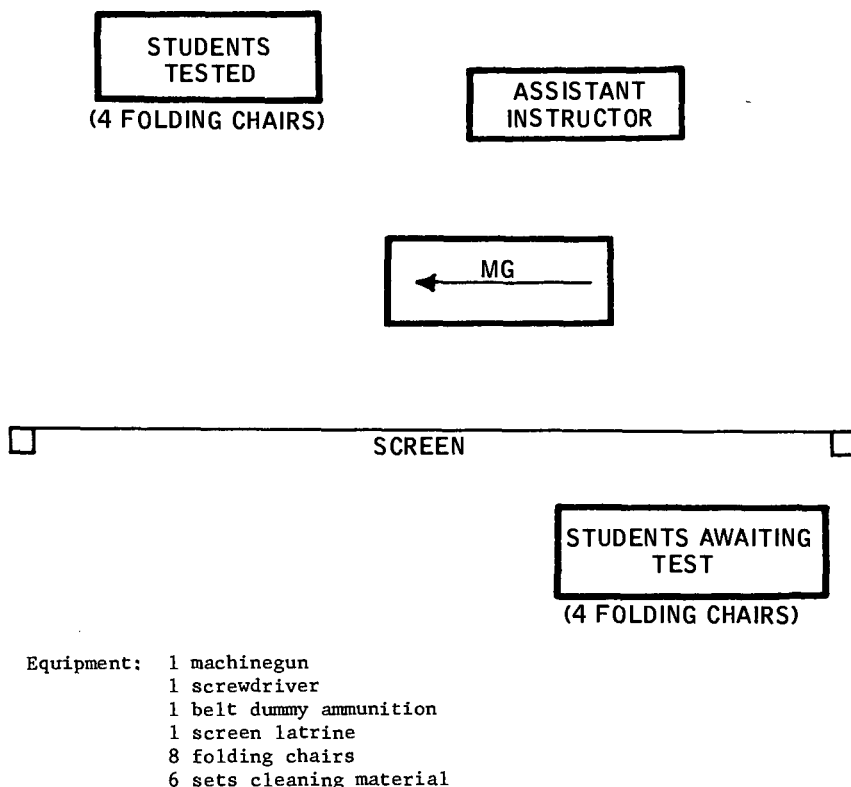 STUDENTS
TESTED
(4 FOLDING CHAIRS)
ASSISTANT
INSTRUCTOR
MG
SCREEN
STUDENTS AWAITING
TEST
(4 FOLDING CHAIRS)
Equipment: 1 machinegun
1 screwdriver
1 belt dummy ammunition
1 screen latrine
8 folding chairs
6 sets cleaning material